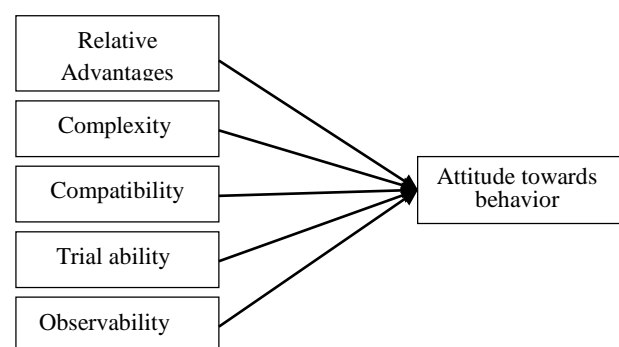 Relative
Advantages
Complexity
Compatibility
Trial ability
Observability
Attitude towards
behavior